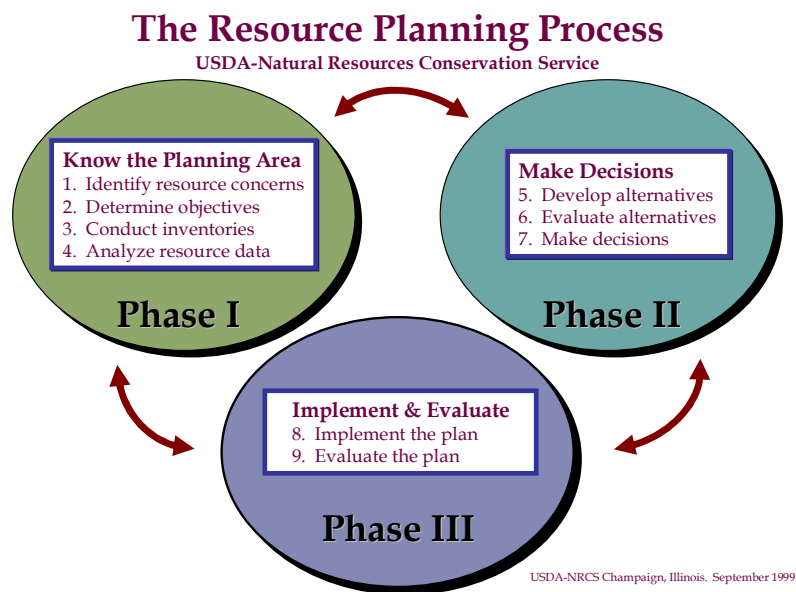 The Resource Planning Process
USDA-Natural Resources Conservation Service
Know the Planning Area
1. Identify resource concerns
2. Determine objectives
3. Conduct inventories
4. Analyze resource data
Phase I
Make Decisions
5. Develop alternatives
6. Evaluate alternatives
7. Make decisions
Phase II
Implement & Evaluate
8. Implement the plan
9. Evaluate the plan
Phase III
USDA-NRCS Champaign, Illinois. September 1999